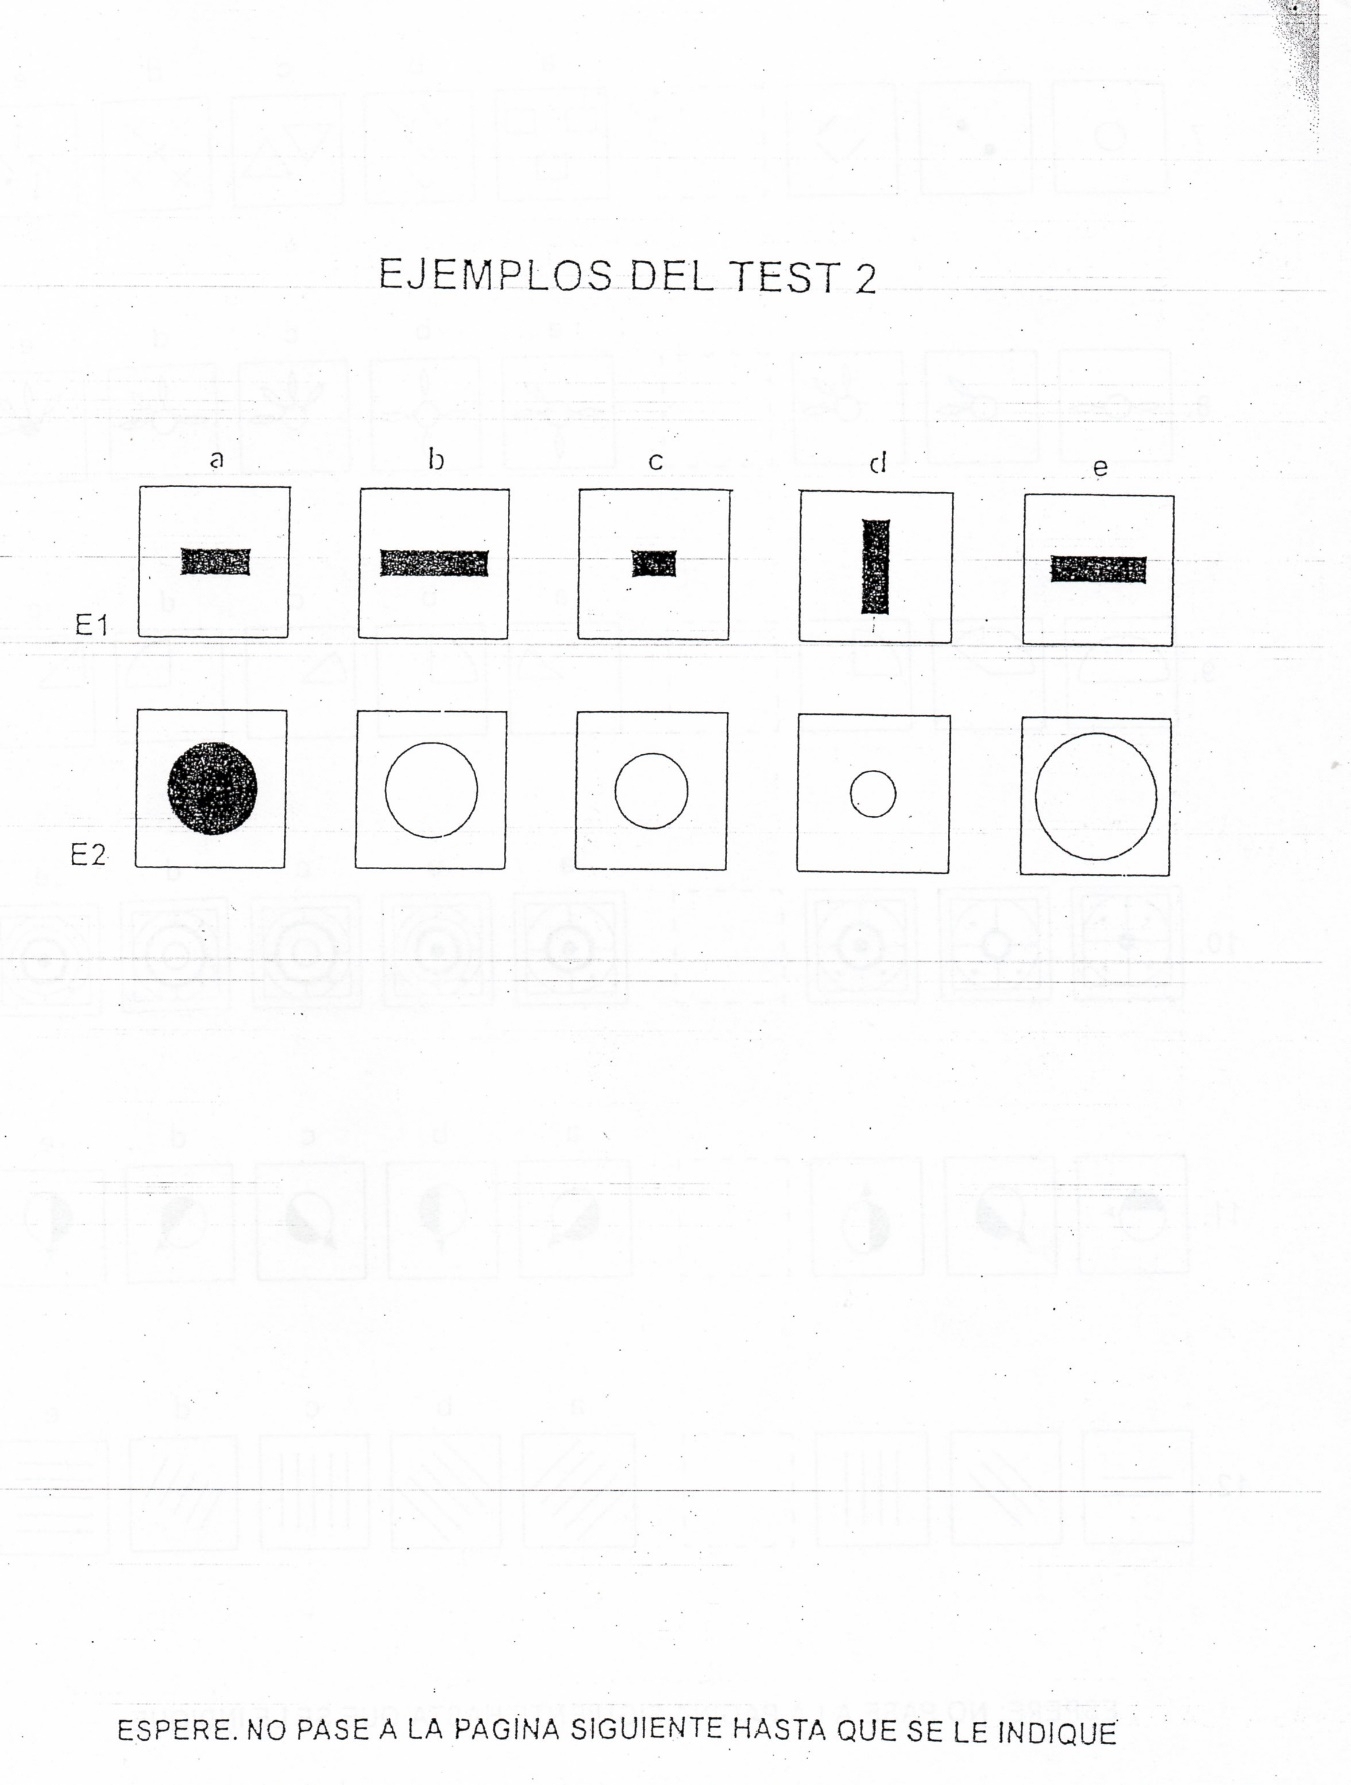 EJEMPLOS DEL TEST 2
a b c d e
E1
E2
ESPERE. NO PASE A LA PAGINA SIGUIENTE HASTA QUE SE LE INDIQUE